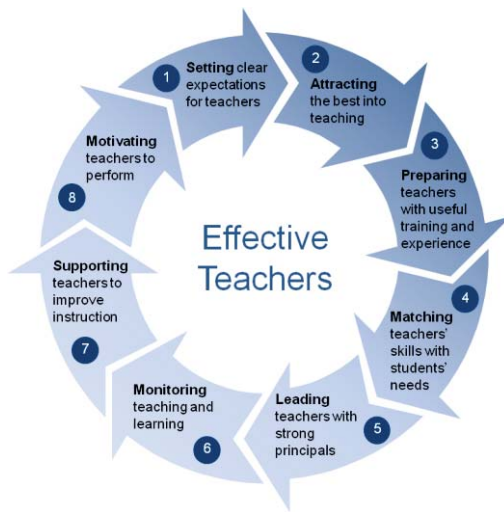 1
Setting clear
expectations
for teachers
2
Attracting
the best into
teaching
3
Preparing
teachers
with useful
training and
experience
4
Matching
teachers'
skills with
students'
needs
5
Leading
teachers with
strong
principals
6
Monitoring
teaching and
learning
7
Supporting
teachers to
improve
instruction
8
Motivating
teachers to
perform
Effective
Teachers